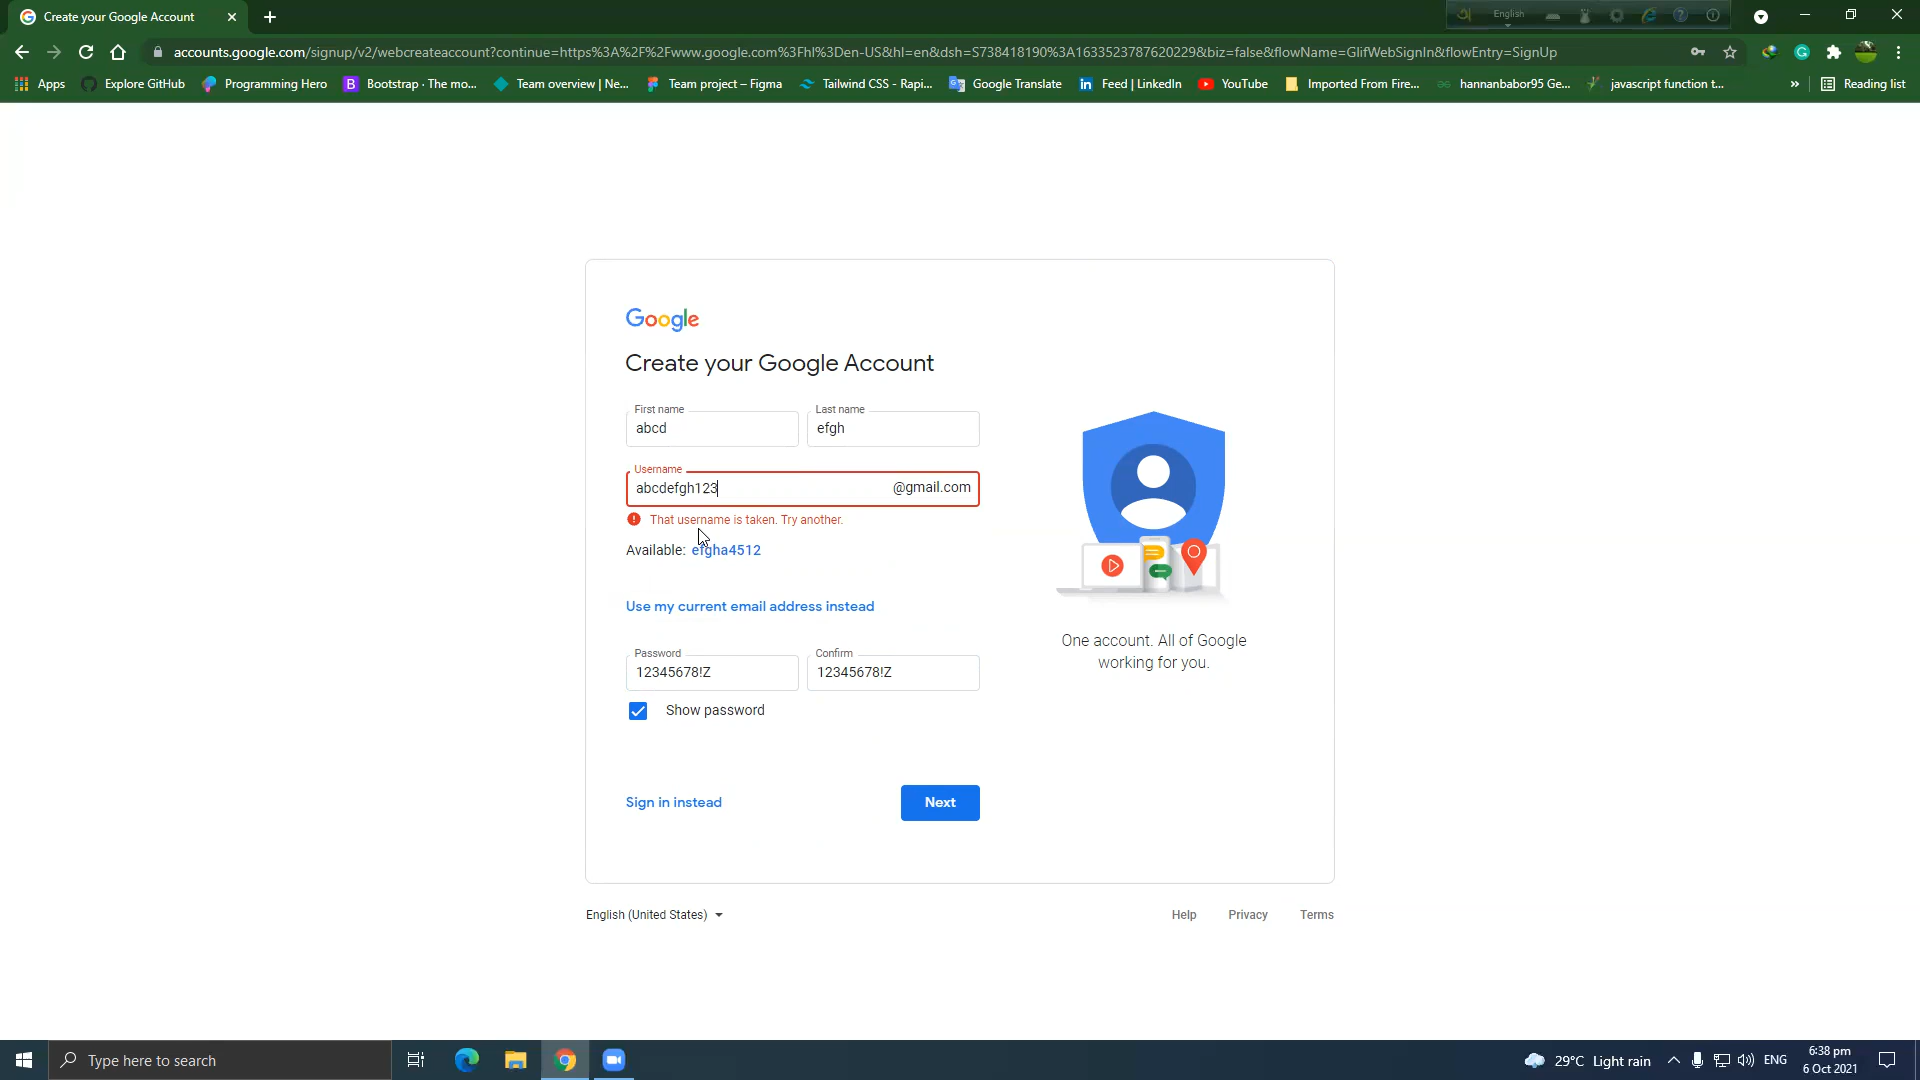 Create your Google Account
English
accounts.google.com/signup/v2/webcreateaccount?continue=https%3A%2F%2Fwww.google.com%3Fhl%3Den-US&hl=en&dsh=S738418190%3A1633523787620229&biz=false&flowName=GlifWebSignIn&flowEntry=SignUp
Apps Explore GitHub Programming Hero Bootstrap · The mo... Team overview | Ne... Team project – Figma Tailwind CSS - Rapi... Google Translate Feed | LinkedIn YouTube Imported From Fire... hannanbabor95 Ge... javascript function t... » Reading list
Google
Create your Google Account
First name Last name
abcd efgh
Username
abcdefgh123 @gmail.com
That username is taken. Try another.
Available: efgha4512
Use my current email address instead
Password Confirm
12345678!Z 12345678!Z
Show password
Sign in instead Next
One account. All of Google
working for you.
English (United States) Help Privacy Terms
Type here to search
29°C Light rain ENG
6:38 pm
6 Oct 2021